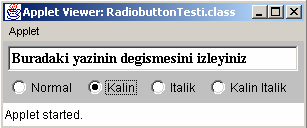 Applet Viewer: RadiobuttonTesti.class
Applet
Buradaki yazinin degismesini izleyiniz
Normal Kalin Italik Kalin Italik
Applet started.